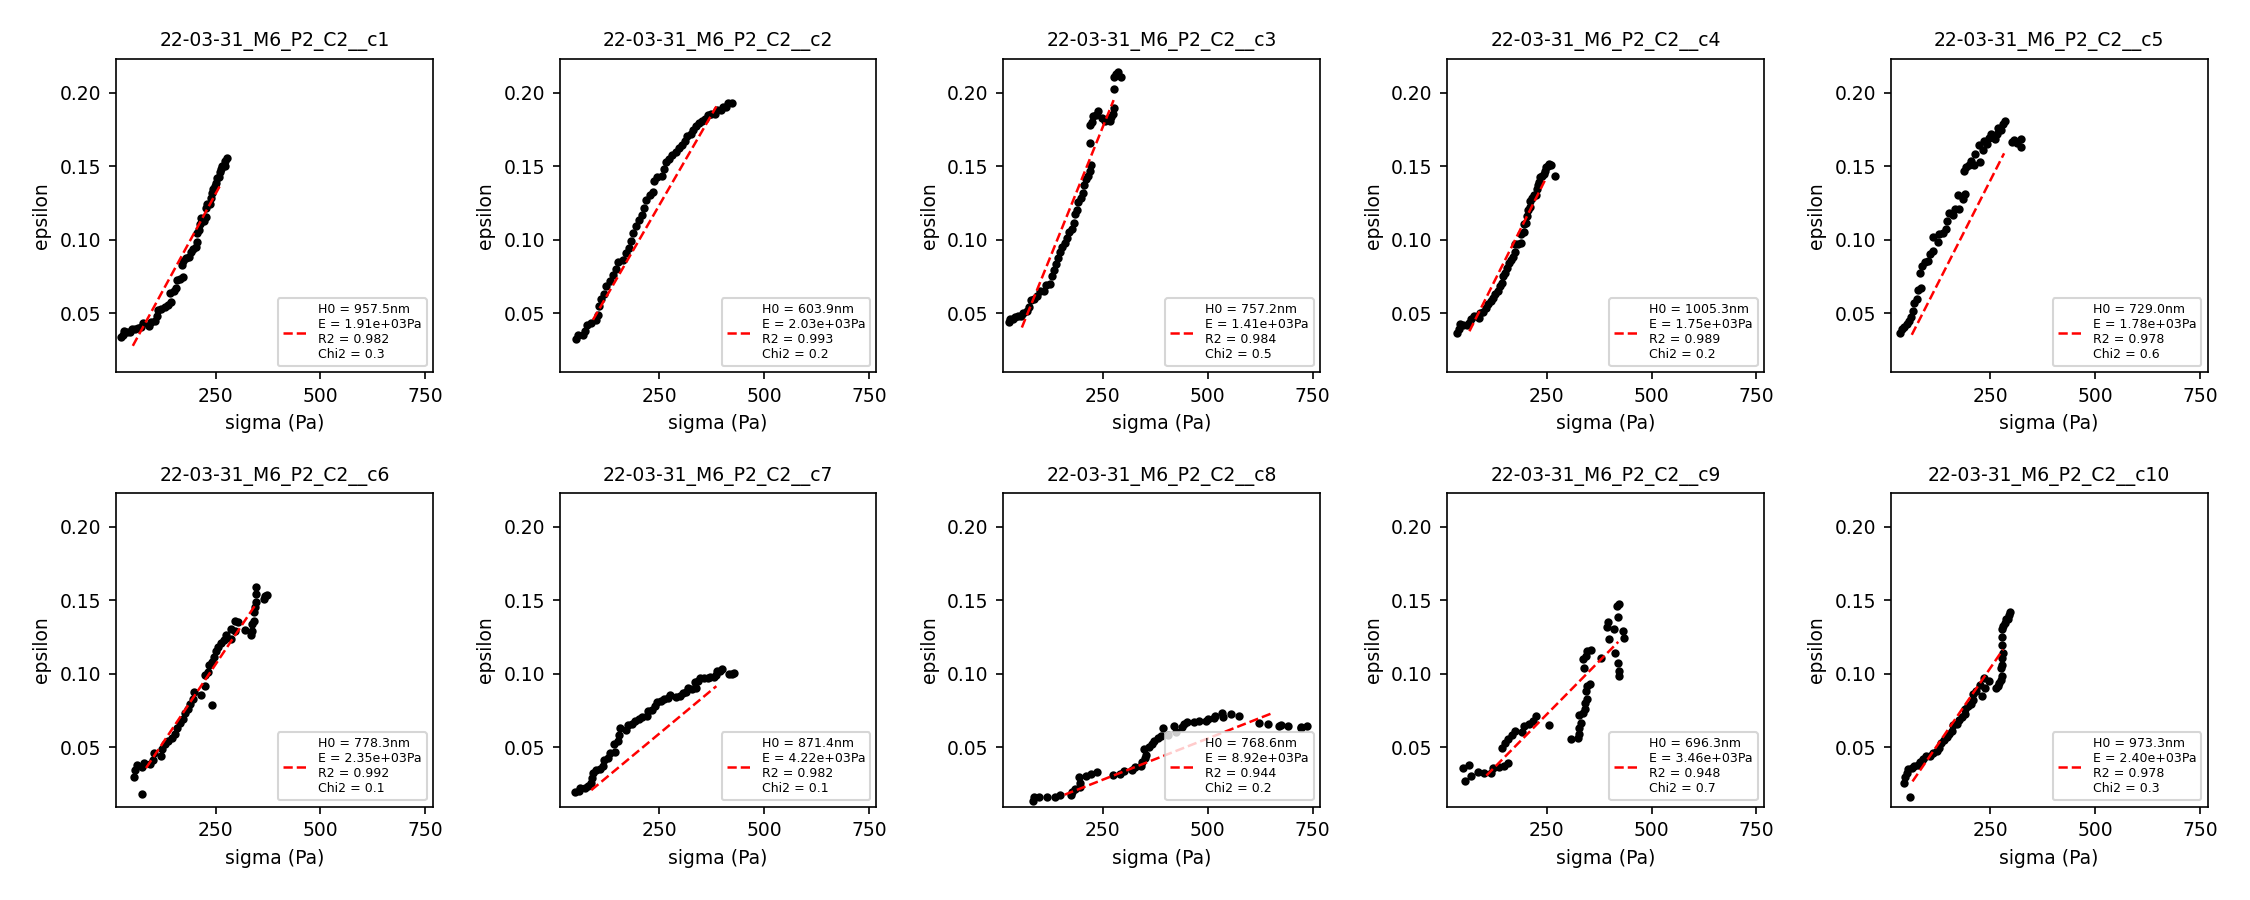 22-03-31_M6_P2_C2__c1
0.20
0.15
0.10
0.05
epsilon
H0 = 957.5nm
E = 1.91e+03Pa
R2 = 0.982
Chi2 = 0.3
250
500
750
sigma (Pa)
22-03-31_M6_P2_C2__c2
0.20
0.15
0.10
0.05
epsilon
H0 = 603.9nm
E = 2.03e+03Pa
R2 = 0.993
Chi2 = 0.2
250
500
750
sigma (Pa)
22-03-31_M6_P2_C2__c3
0.20
0.15
0.10
0.05
epsilon
H0 = 757.2nm
E = 1.41e+03Pa
R2 = 0.984
Chi2 = 0.5
250
500
750
sigma (Pa)
22-03-31_M6_P2_C2__c4
0.20
0.15
0.10
0.05
epsilon
H0 = 1005.3nm
E = 1.75e+03Pa
R2 = 0.989
Chi2 = 0.2
250
500
750
sigma (Pa)
22-03-31_M6_P2_C2__c5
0.20
0.15
0.10
0.05
epsilon
H0 = 729.0nm
E = 1.78e+03Pa
R2 = 0.978
Chi2 = 0.6
250
500
750
sigma (Pa)
22-03-31_M6_P2_C2__c6
0.20
0.15
0.10
0.05
epsilon
H0 = 778.3nm
E = 2.35e+03Pa
R2 = 0.992
Chi2 = 0.1
250
500
750
sigma (Pa)
22-03-31_M6_P2_C2__c7
0.20
0.15
0.10
0.05
epsilon
H0 = 871.4nm
E = 4.22e+03Pa
R2 = 0.982
Chi2 = 0.1
250
500
750
sigma (Pa)
22-03-31_M6_P2_C2__c8
0.20
0.15
0.10
0.05
epsilon
H0 = 768.6nm
E = 8.92e+03Pa
R2 = 0.944
Chi2 = 0.2
250
500
750
sigma (Pa)
22-03-31_M6_P2_C2__c9
0.20
0.15
0.10
0.05
epsilon
H0 = 696.3nm
E = 3.46e+03Pa
R2 = 0.948
Chi2 = 0.7
250
500
750
sigma (Pa)
22-03-31_M6_P2_C2__c10
0.20
0.15
0.10
0.05
epsilon
H0 = 973.3nm
E = 2.40e+03Pa
R2 = 0.978
Chi2 = 0.3
250
500
750
sigma (Pa)